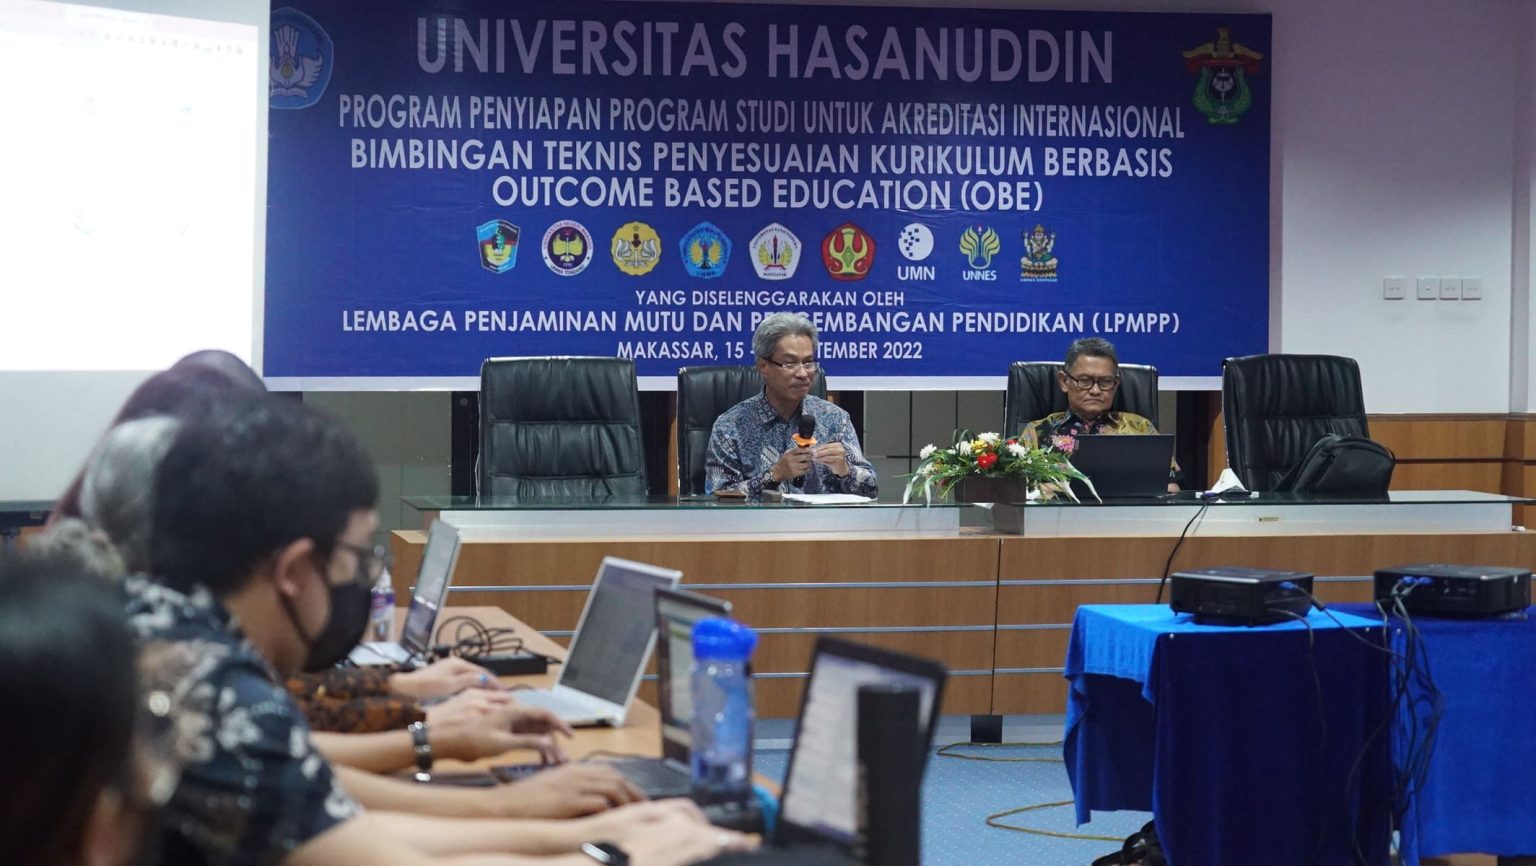 UNIVERSITAS HASANUDDIN
PROGRAM PENYIAPAN PROGRAM STUDI UNTUK AKREDITASI INTERNASIONAL
BIMBINGAN TEKNIS PENYESUAIAN KURIKULUM BERBASIS
OUTCOME BASED EDUCATION (OBE)
UMN
UNNES
YANG DISELENGGARAKAN OLEH
LEMBAGA PENJAMINAN MUTU DAN PENGEMBANGAN PENDIDIKAN (LPMPP)
MAKASSAR, 15 - TEMBER 2022